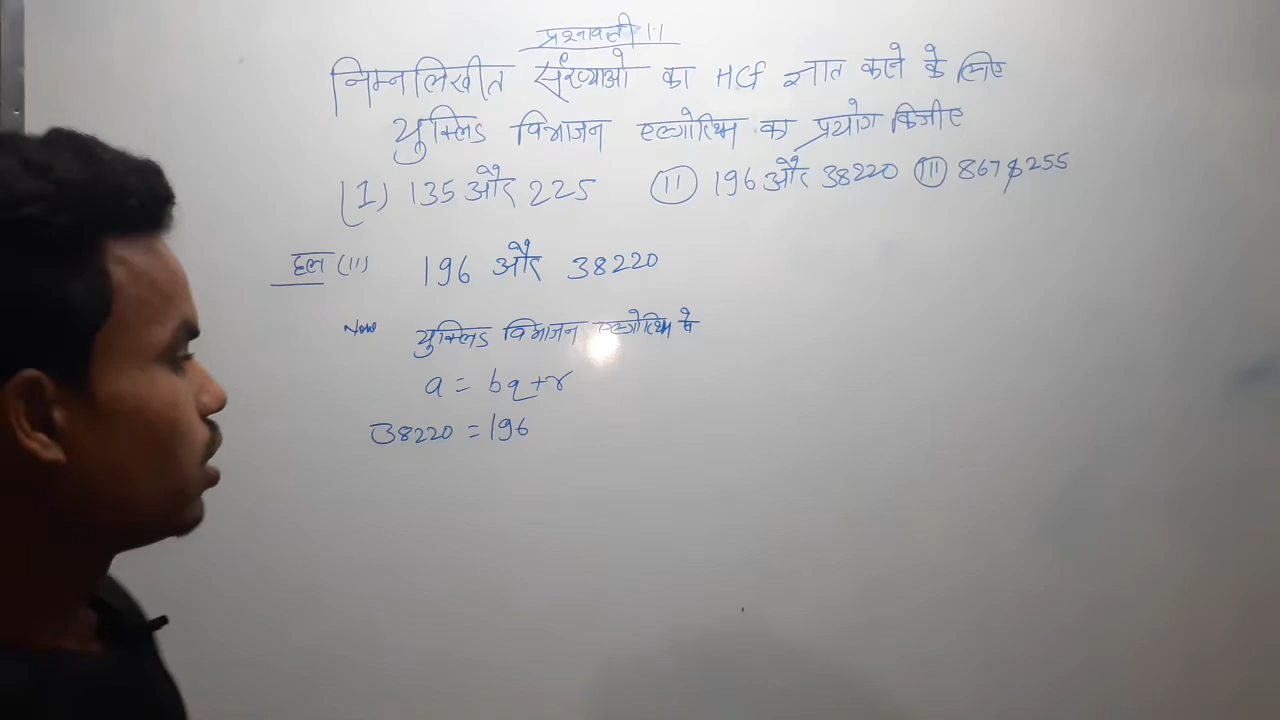 प्रश्नावली 1.1
निम्नलिखीत संख्याओ का HCf ज्ञात करने के लिए
युक्लिड विभाजन एल्गोरिथ्म का प्रयोग किजीए
(I) 135 और 225 (II) 196 और 38220 (III) 867 $ 255
हल (II) 196 और 38220
Now युक्लिड विभाजन एल्गोरिथ्म से
a = bq+r
38220 = 196